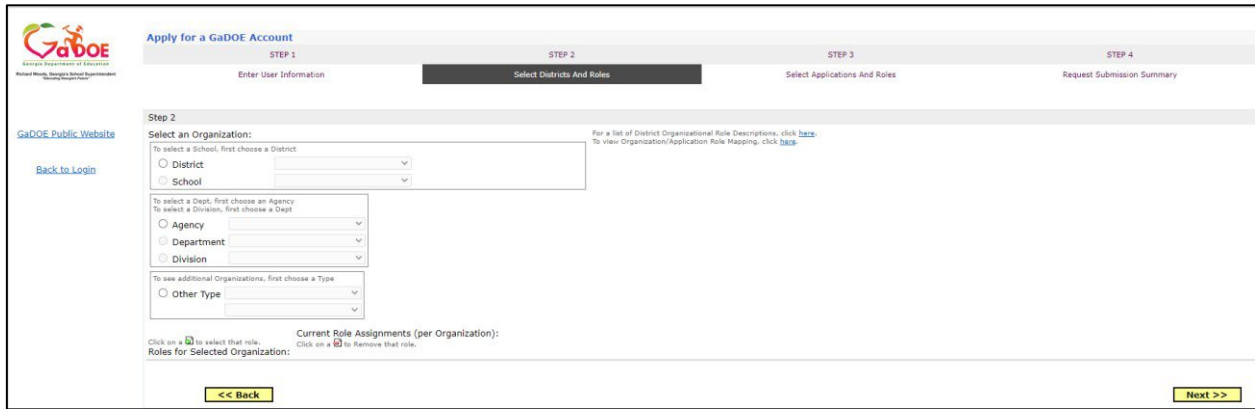 GaDOE
Georgia Department of Education
Richard Woods, Georgia's School Superintendent
"Educating Georgia's Future"
GaDOE Public Website
Back to Login
Apply for a GaDOE Account
STEP 1 STEP 2 STEP 3 STEP 4
Enter User Information Select Districts And Roles Select Applications And Roles Request Submission Summary
Step 2
Select an Organization:
For a list of District Organizational Role Descriptions, click here.
To view Organization/Application Role Mapping, click here.
To select a School, first choose a District
District
School
To select a Dept, first choose an Agency
To select a Division, first choose a Dept
Agency
Department
Division
To see additional Organizations, first choose a Type
Other Type
Click on a to select that role.
Roles for Selected Organization:
Current Role Assignments (per Organization):
Click on a to Remove that role.
<< Back
Next >>